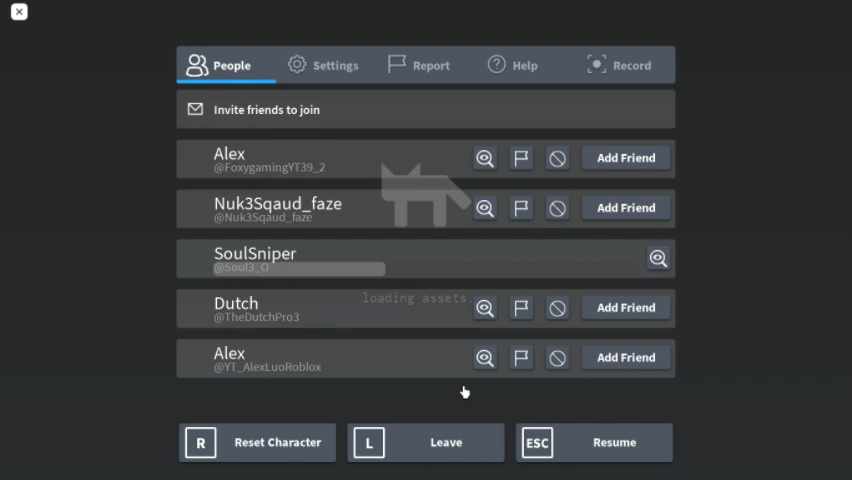 People
Settings
Report
Help
Record
Invite friends to join
Alex
@FoxygamingYT39_2
Add Friend
Nuk3Sqaud_faze
@Nuk3Sqaud_faze
Add Friend
SoulSniper
@Soul3_O
Dutch
@TheDutchPro3
loading assets.
Add Friend
Alex
@YT_AlexLuoRoblox
Add Friend
R Reset Character
L Leave
ESC Resume